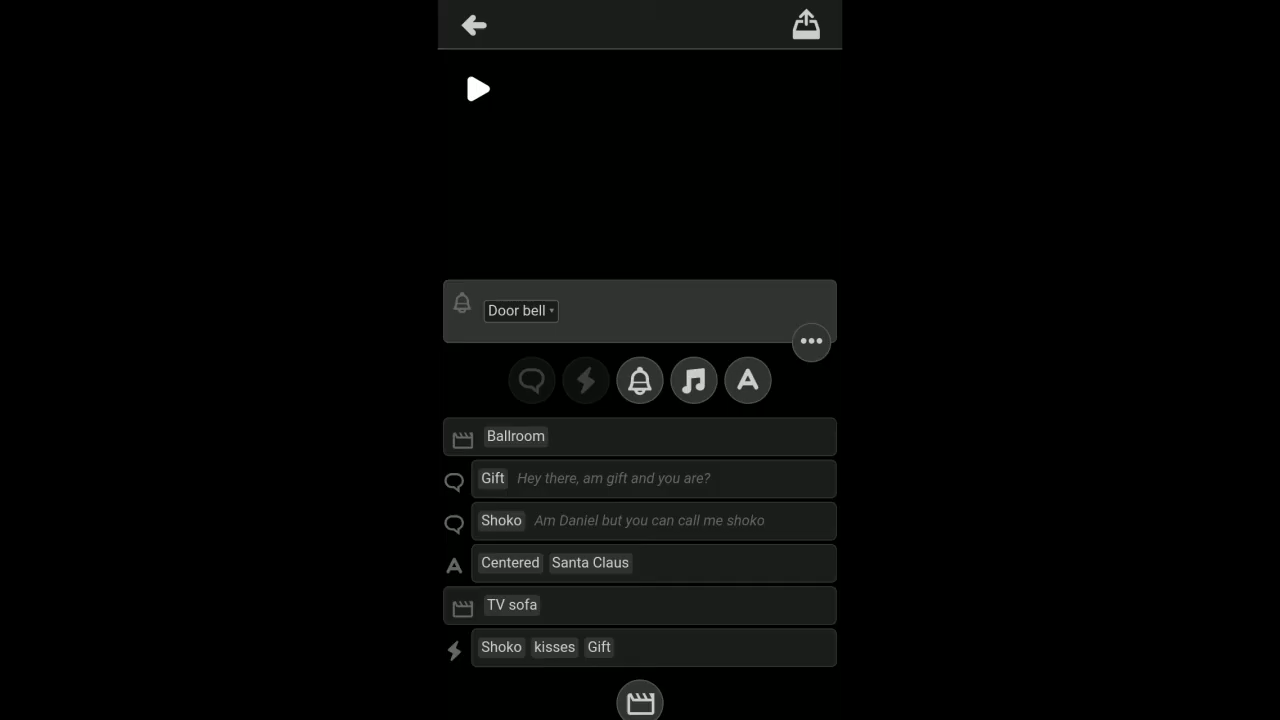 Door bell
Ballroom
Gift Hey there, am gift and you are?
Shoko Am Daniel but you can call me shoko
Centered Santa Claus
TV sofa
Shoko kisses Gift